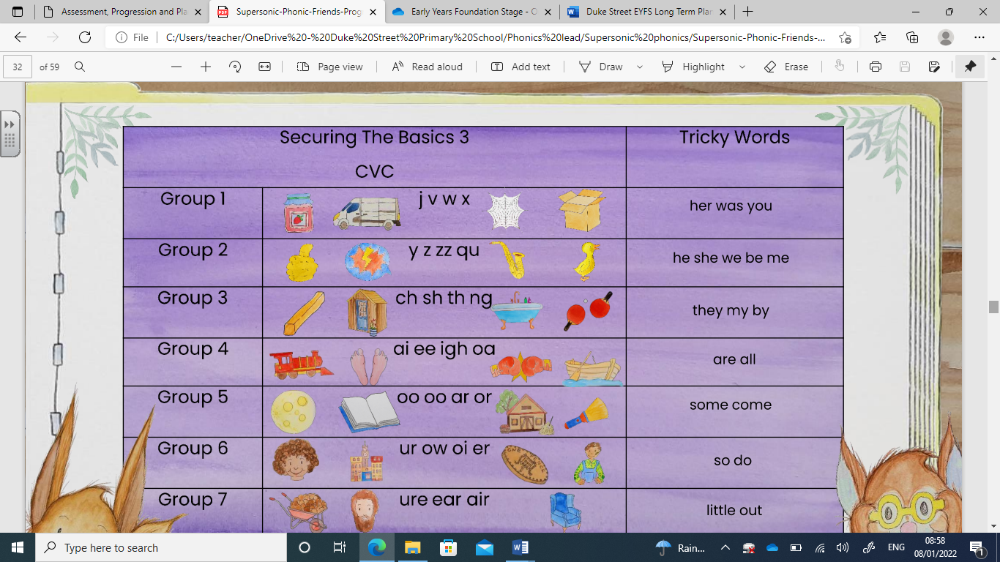 Assessment, Progression and Pla
Supersonic-Phonic-Friends-Prog
Early Years Foundation Stage - O
Duke Street EYFS Long Term Plan
File
C:/Users/teacher/OneDrive%20-%20Duke%20Street%20Primary%20School/Phonics%20lead/Supersonic%20phonics/Supersonic-Phonic-Friends-...
32 of 59
Page view
Read aloud
Add text
Draw
Highlight
Erase
Securing The Basics 3
CVC
Tricky Words
Group 1
j v w x
her was you
Group 2
y z zz qu
he she we be me
Group 3
ch sh th ng
they my by
Group 4
ai ee igh oa
are all
Group 5
oo oo ar or
some come
Group 6
ur ow oi er
so do
Group 7
ure ear air
little out
Type here to search
Rain...
ENG
08:58
08/01/2022
1